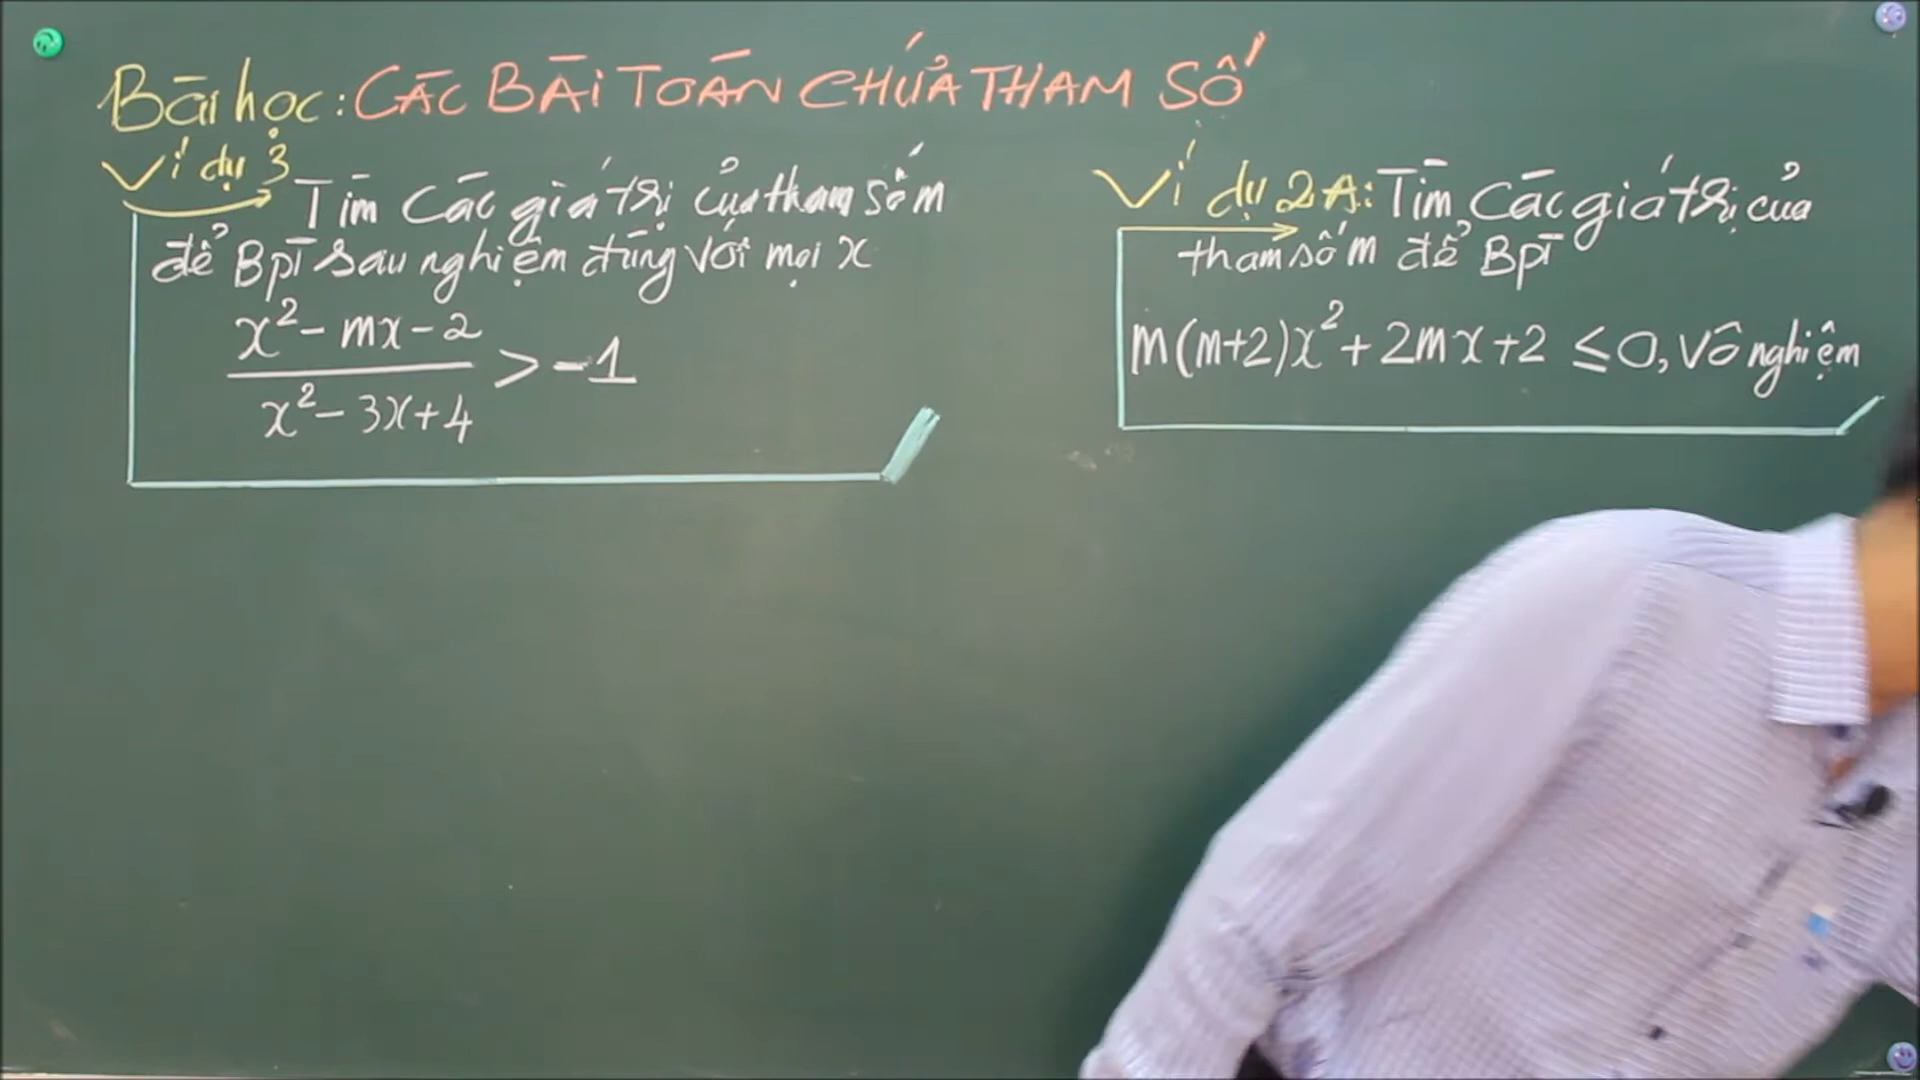 Bài học: CÁC BÀI TOÁN CHỨA THAM SỐ
Ví dụ 3
Tìm các giá trị của tham số m
để Bpt sau nghiệm đúng với mọi x
x² - mx - 2
> -1
x² - 3x + 4
Ví dụ 2A: Tìm các giá trị của
tham số m để Bpt
m(m+2)x² + 2mx + 2 ≤ 0, Vô nghiệm